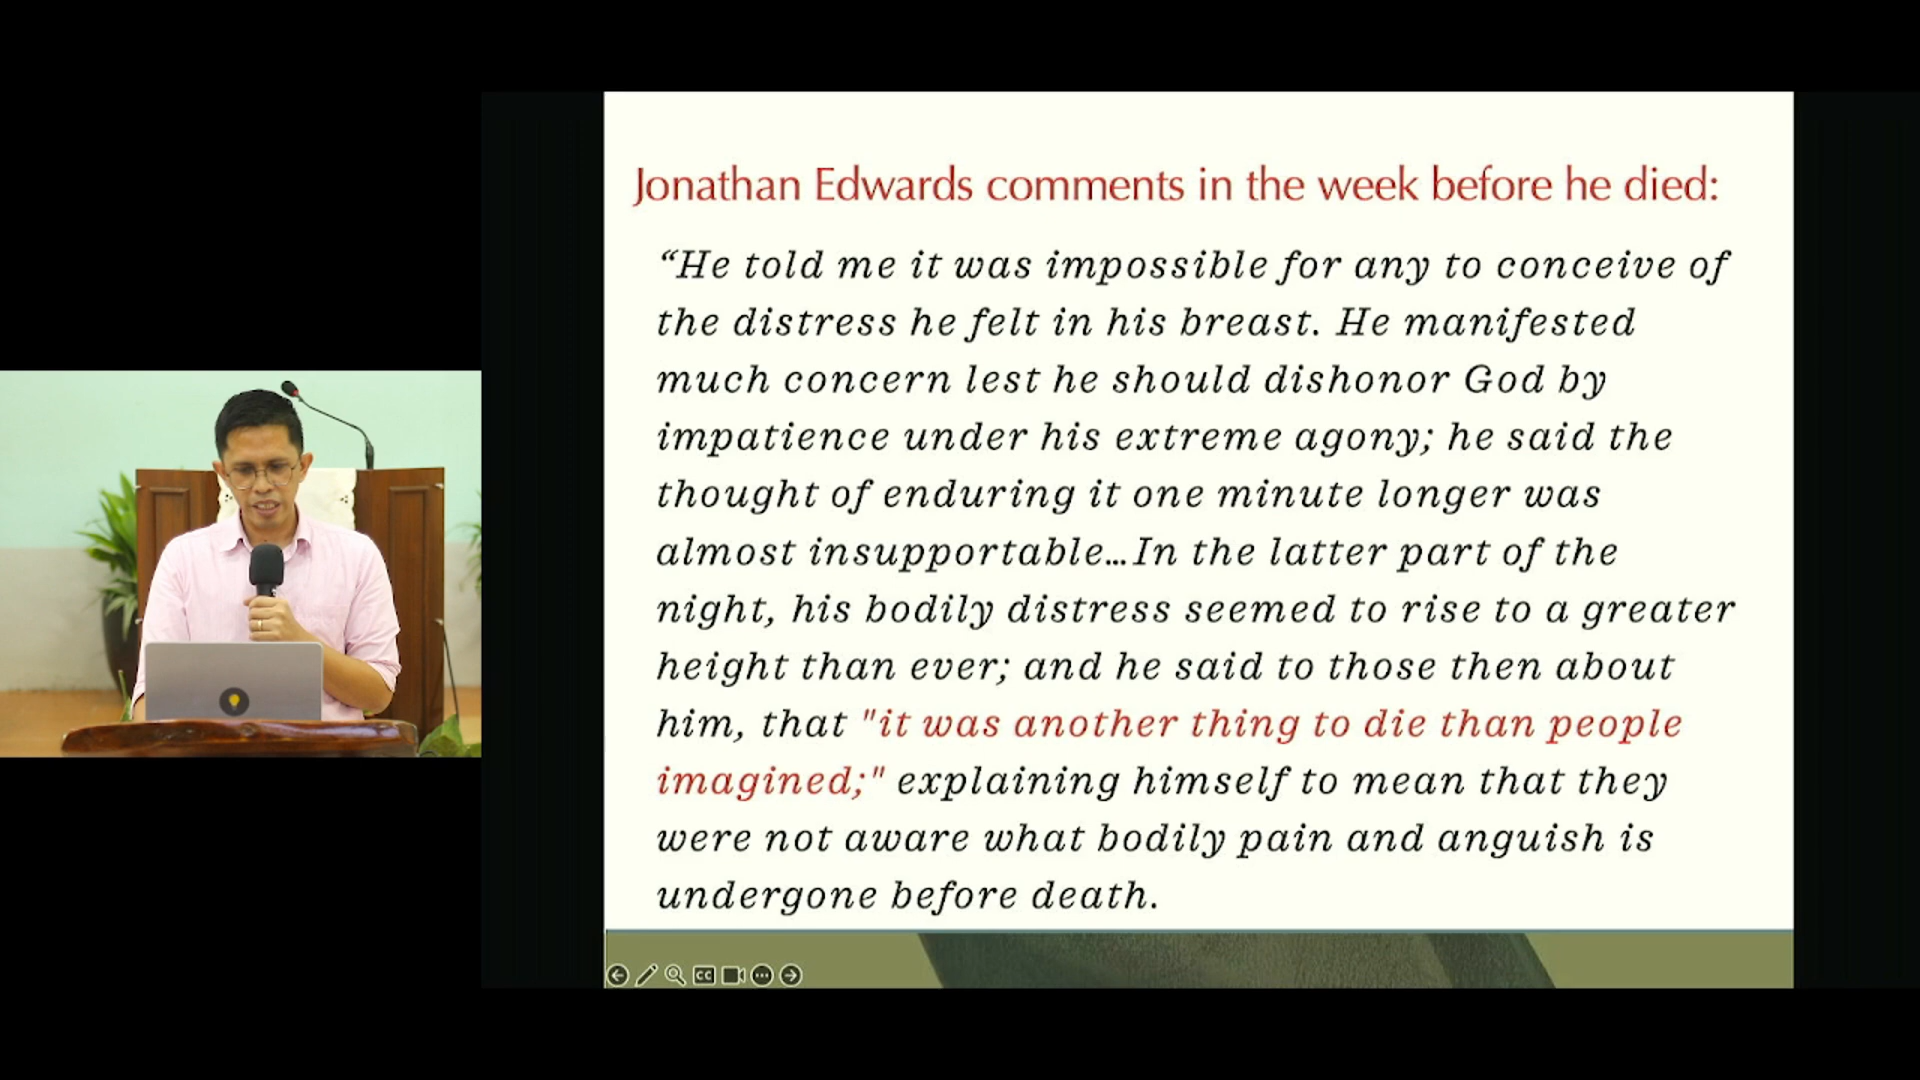 Jonathan Edwards comments in the week before he died:
“He told me it was impossible for any to conceive of
the distress he felt in his breast. He manifested
much concern lest he should dishonor God by
impatience under his extreme agony; he said the
thought of enduring it one minute longer was
almost insupportable…In the latter part of the
night, his bodily distress seemed to rise to a greater
height than ever; and he said to those then about
him, that "it was another thing to die than people
imagined;" explaining himself to mean that they
were not aware what bodily pain and anguish is
undergone before death.
CC